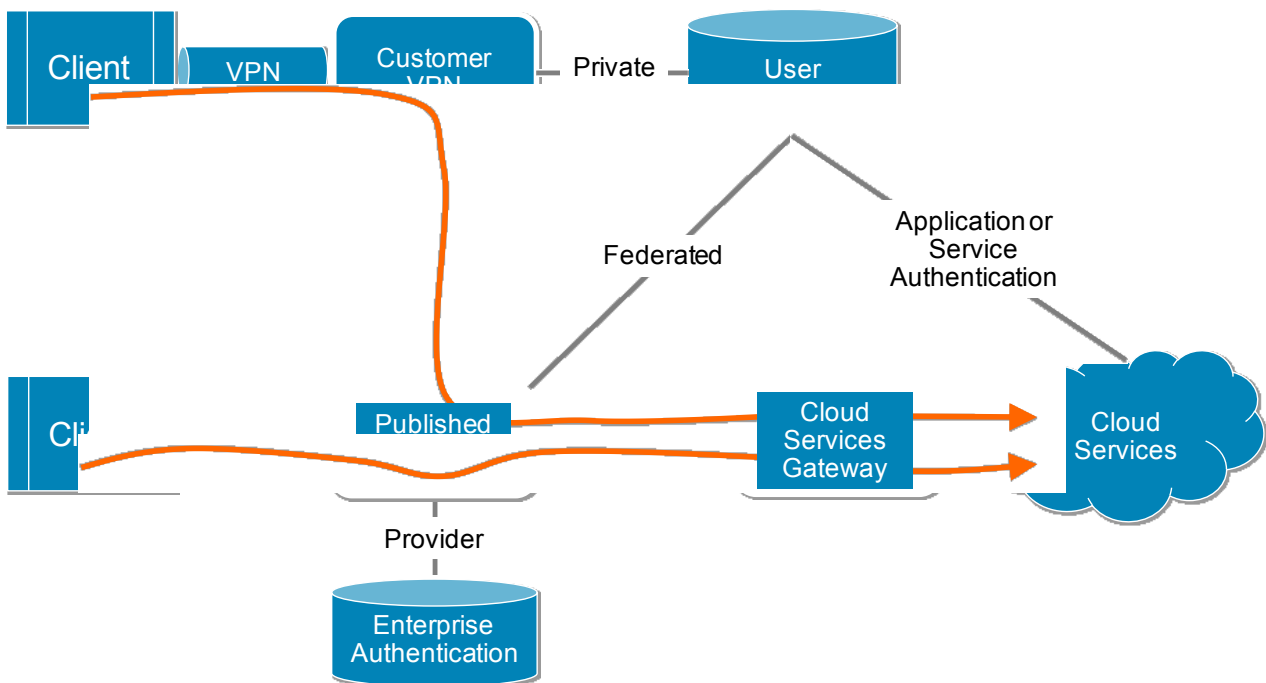 Client
VPN
Customer
VPN
Private
User
Federated
Application or
Service
Authentication
Published
Cloud
Services
Gateway
Cloud
Services
Provider
Enterprise
Authentication